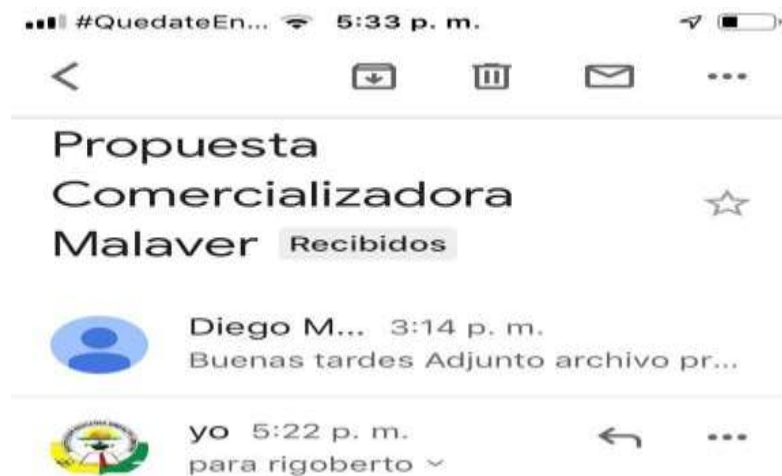 #QuedateEn... 5:33 p. m.
Propuesta
Comercializadora
Malaver Recibidos
Diego M... 3:14 p. m.
Buenas tardes Adjunto archivo pr...
yo 5:22 p. m.
para rigoberto